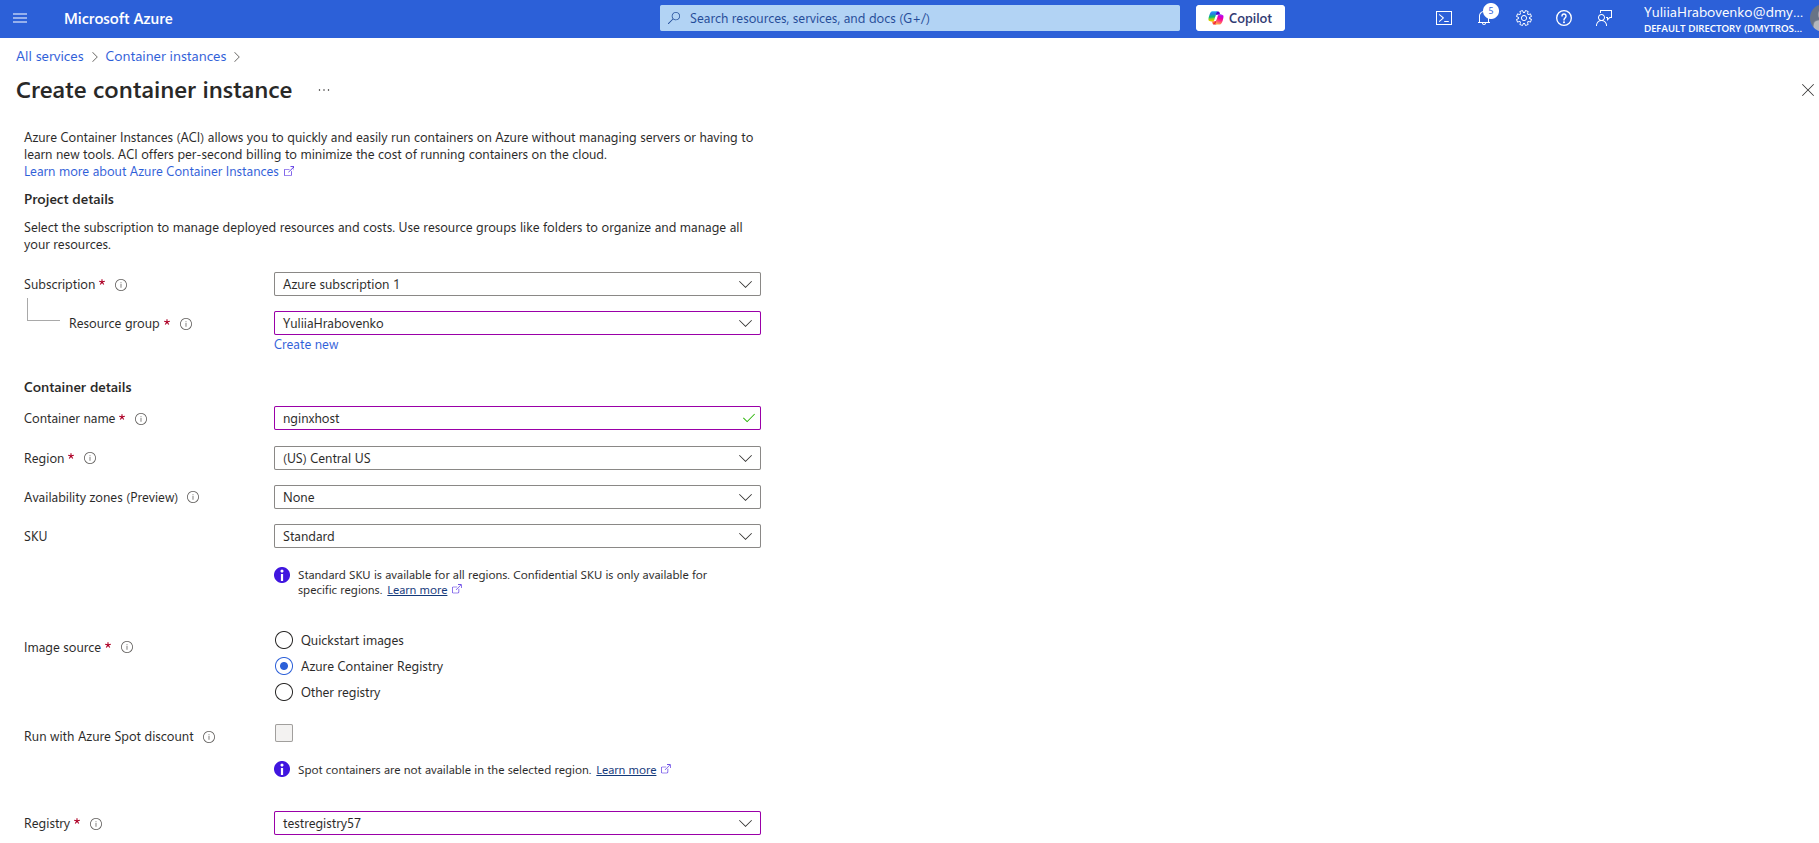 Microsoft Azure
Search resources, services, and docs (G+/)
Copilot
5
YuliiaHrabovenko@dmy...
DEFAULT DIRECTORY (DMYTROS...
All services > Container instances >
Create container instance ...
Azure Container Instances (ACI) allows you to quickly and easily run containers on Azure without managing servers or having to
learn new tools. ACI offers per-second billing to minimize the cost of running containers on the cloud.
Learn more about Azure Container Instances
Project details
Select the subscription to manage deployed resources and costs. Use resource groups like folders to organize and manage all
your resources.
Subscription * Azure subscription 1
Resource group * YuliiaHrabovenko
Create new
Container details
Container name * nginxhost
Region * (US) Central US
Availability zones (Preview) None
SKU Standard
Standard SKU is available for all regions. Confidential SKU is only available for
specific regions. Learn more
Image source *
Quickstart images
Azure Container Registry
Other registry
Run with Azure Spot discount
Spot containers are not available in the selected region. Learn more
Registry * testregistry57